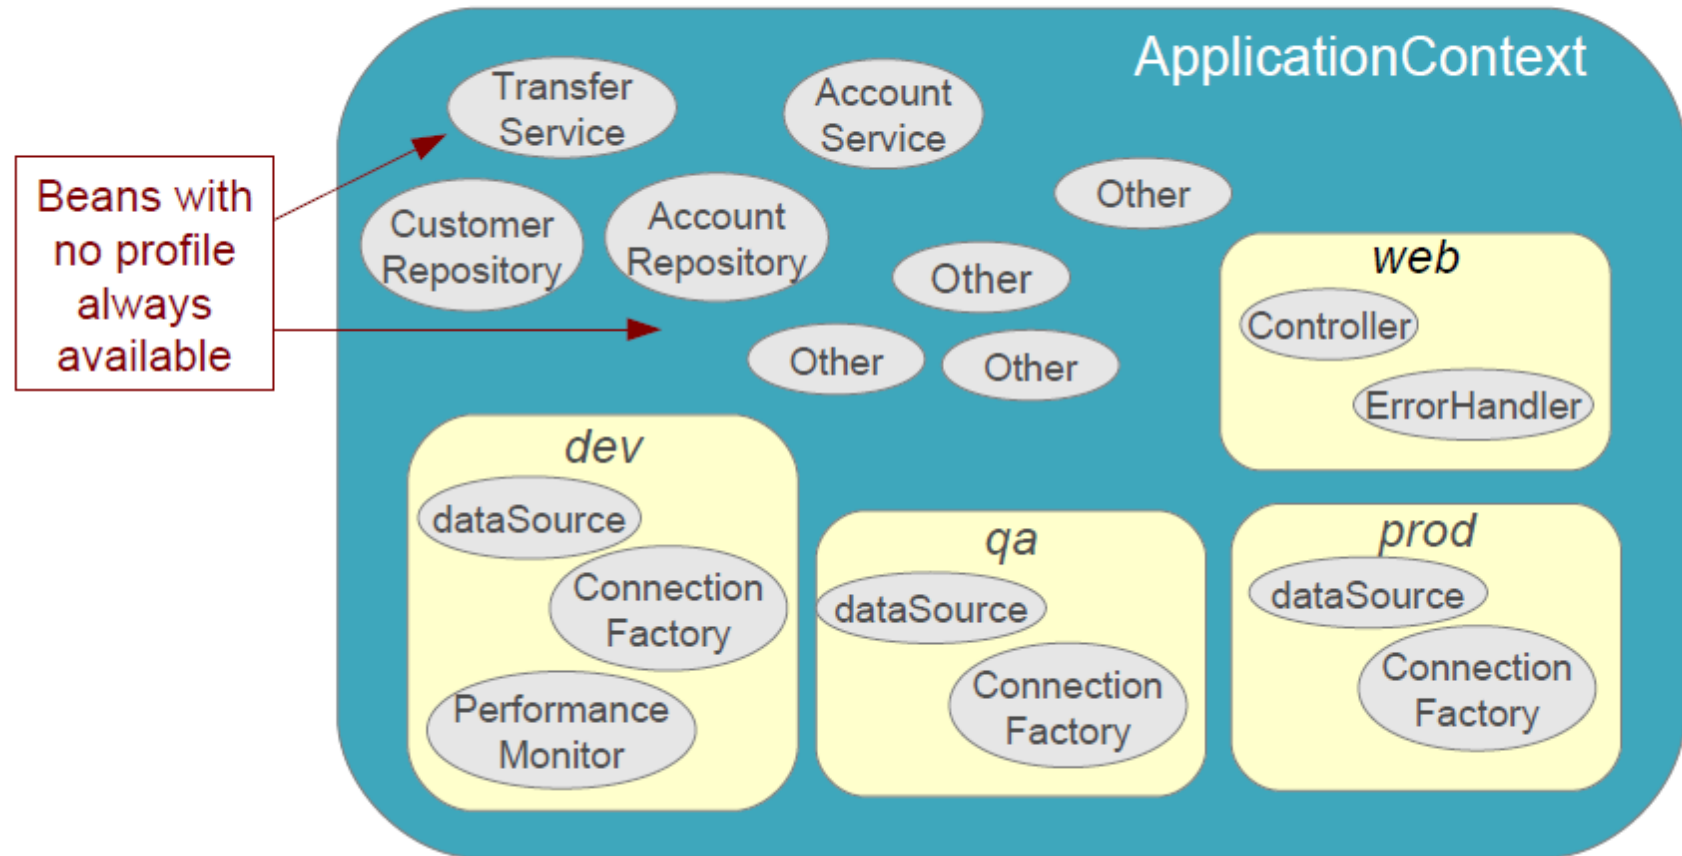 ApplicationContext
Beans with
no profile
always
available
Transfer
Service
Account
Service
Customer
Repository
Account
Repository
Other
Other
Other
Other
web
Controller
ErrorHandler
dev
dataSource
Connection
Factory
Performance
Monitor
qa
dataSource
Connection
Factory
prod
dataSource
Connection
Factory